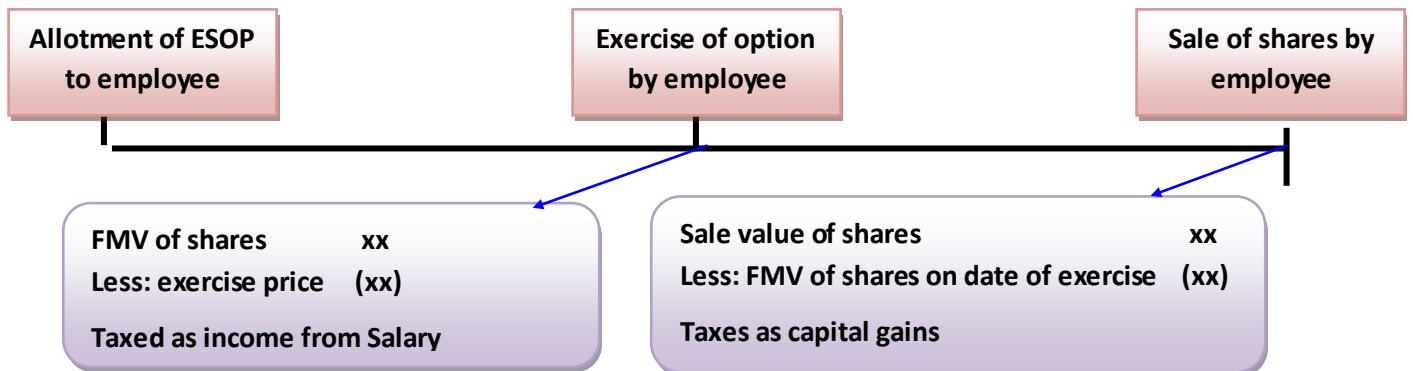 Allotment of ESOP
to employee
Exercise of option
by employee
Sale of shares by
employee
FMV of shares xx
Less: exercise price (xx)
Taxed as income from Salary
Sale value of shares xx
Less: FMV of shares on date of exercise (xx)
Taxes as capital gains